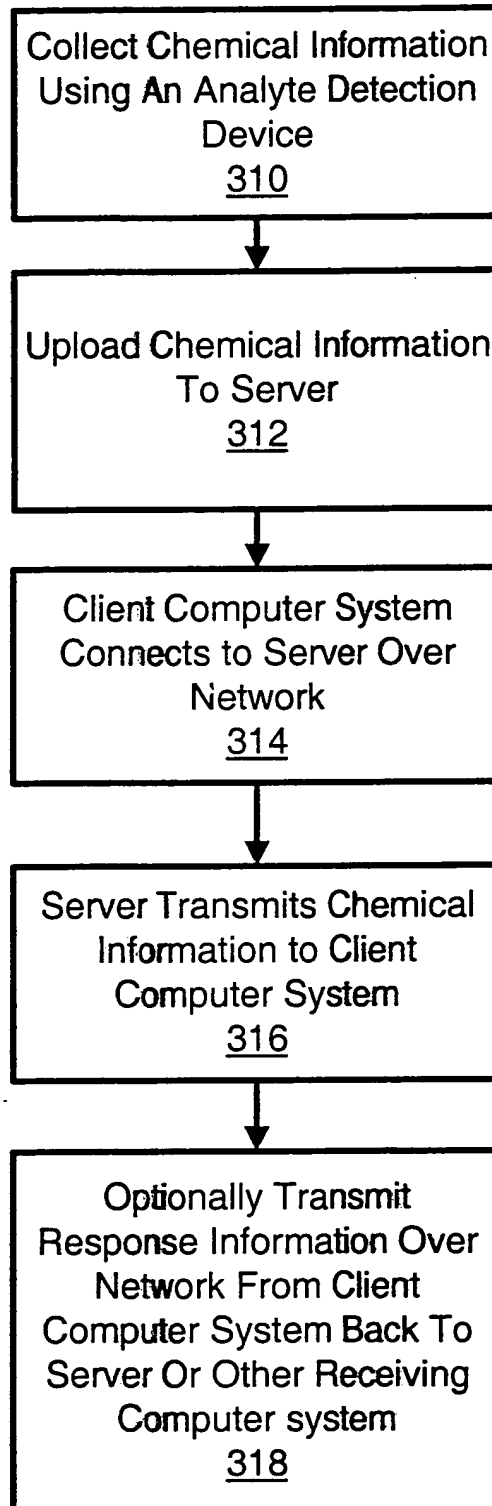 Collect Chemical Information
Using An Analyte Detection
Device
310
Upload Chemical Information
To Server
312
Client Computer System
Connects to Server Over
Network
314
Server Transmits Chemical
Information to Client
Computer System
316
Optionally Transmit
Response Information Over
Network From Client
Computer System Back To
Server Or Other Receiving
Computer system
318